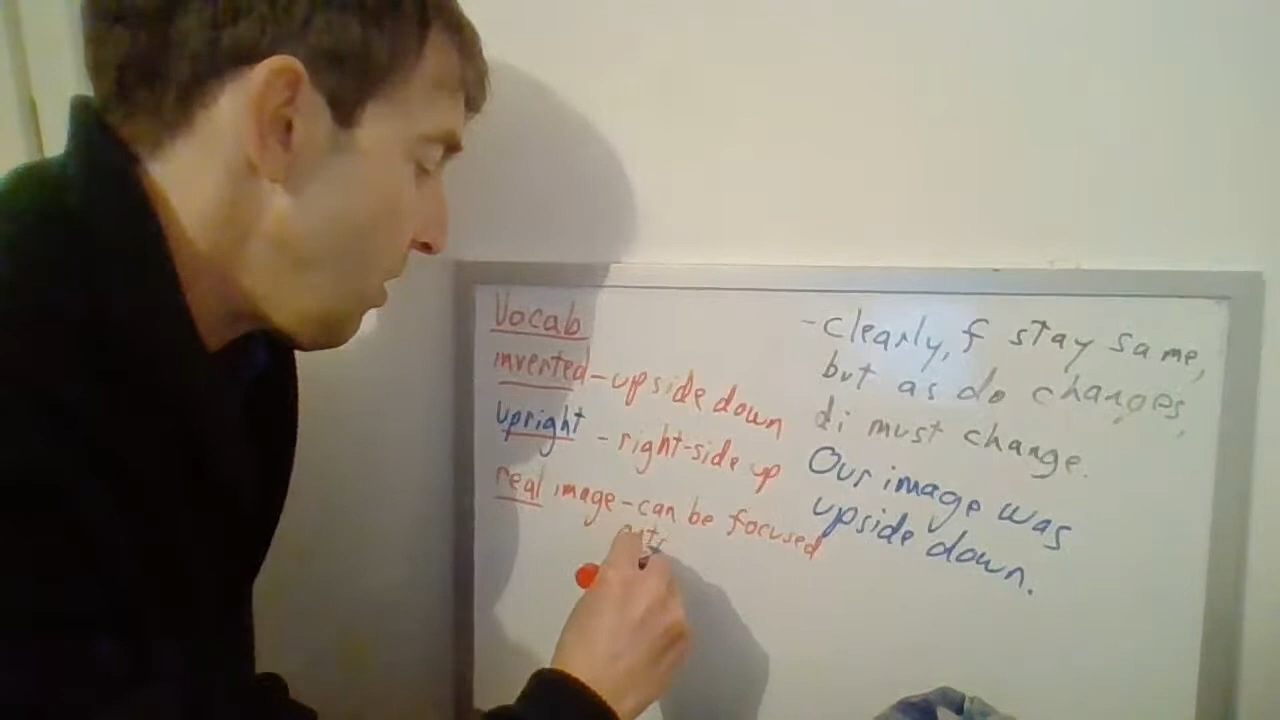 Vocab
inverted - upside down
upright - right-side up
real image - can be focused
- clearly, f stay same,
but as do changes,
di must change.
Our image was
upside down.